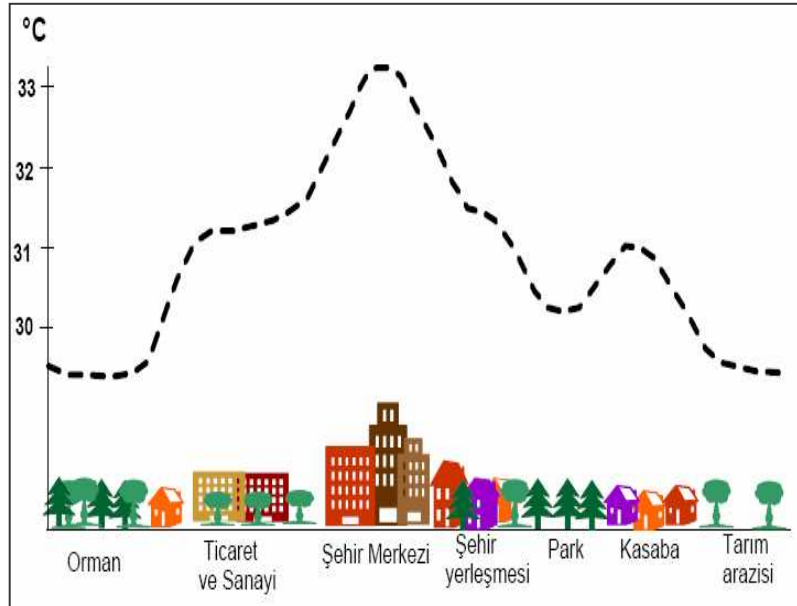 °C
33
32
31
30
Orman
Ticaret
ve Sanayi
Şehir Merkezi
Şehir
yerleşmesi
Park
Kasaba
Tarım
arazisi